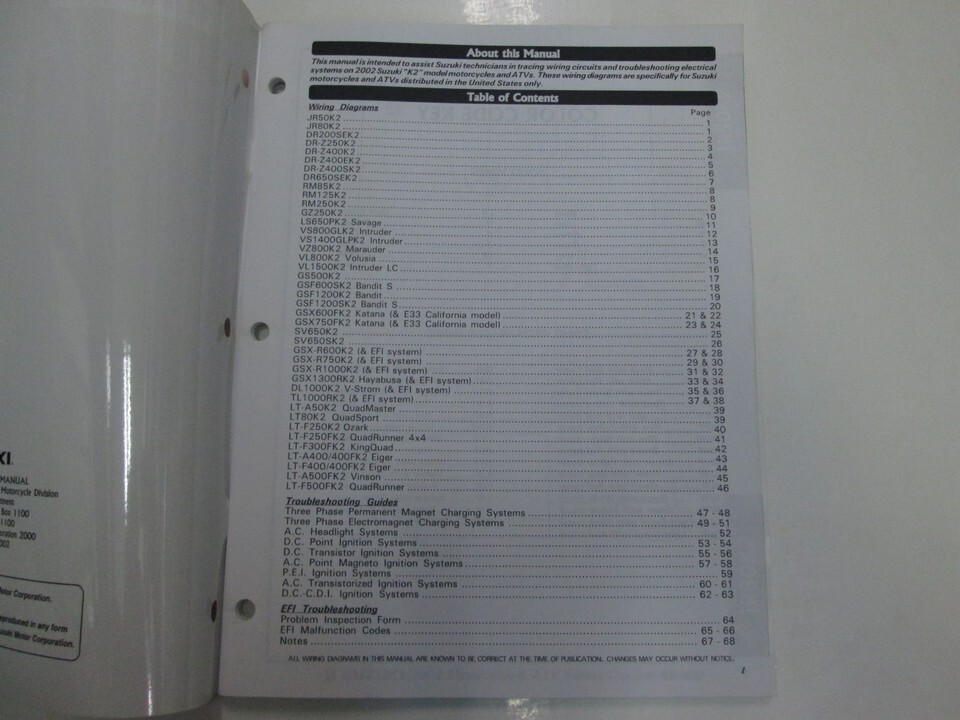 KI.
MANUAL
Motorcycle Division
Box 1100
1100
2000
Motor Corporation.
reproduced in any form
Suzuki Motor Corporation.
About this Manual
This manual is intended to assist Suzuki technicians in tracing wiring circuits and troubleshooting electrical
systems on 2002 Suzuki "K2" model motorcycles and ATVs. These wiring diagrams are specifically for Suzuki
motorcycles and ATVs distributed in the United States only.
Table of Contents
Wiring Diagrams Page
JR50K2 1
JR80K2 1
DR200SEK2 2
DR-Z250K2 3
DR-Z400K2 4
DR-Z400EK2 5
DR-Z400SK2 6
DR650SEK2 7
RM85K2 8
RM125K2 8
RM250K2 9
GZ250K2 10
LS650PK2 Savage 11
VS800GLK2 Intruder 12
VS1400GLPK2 Intruder 13
VZ800K2 Marauder 14
VL800K2 Volusia 15
VL1500K2 Intruder LC 16
GS500K2 17
GSF600SK2 Bandit S 18
GSF1200K2 Bandit 19
GSF1200SK2 Bandit S 20
GSX600FK2 Katana (& E33 California model) 21 & 22
GSX750FK2 Katana (& E33 California model) 23 & 24
SV650K2 25
SV650SK2 26
GSX-R600K2 (& EFI system) 27 & 28
GSX-R750K2 (& EFI system) 29 & 30
GSX-R1000K2 (& EFI system) 31 & 32
GSX1300RK2 Hayabusa (& EFI system) 33 & 34
DL1000K2 V-Strom (& EFI system) 35 & 36
TL1000RK2 (& EFI system) 37 & 38
LT-A50K2 QuadMaster 39
LT80K2 QuadSport 39
LT-F250K2 Ozark 40
LT-F250FK2 QuadRunner 4x4 41
LT-F300FK2 KingQuad 42
LT-A400/400FK2 Eiger 43
LT-F400/400FK2 Eiger 44
LT-A500FK2 Vinson 45
LT-F500FK2 QuadRunner 46
Troubleshooting Guides
Three Phase Permanent Magnet Charging Systems 47 - 48
Three Phase Electromagnet Charging Systems 49 - 51
A.C. Headlight Systems 52
D.C. Point Ignition Systems 53 - 54
D.C. Transistor Ignition Systems 55 - 56
A.C. Point Magneto Ignition Systems 57 - 58
P.E.I. Ignition Systems 59
A.C. Transistorized Ignition Systems 60 - 61
D.C.-C.D.I. Ignition Systems 62 - 63
EFI Troubleshooting
Problem Inspection Form 64
EFI Malfunction Codes 65 - 66
Notes 67 - 68
ALL WIRING DIAGRAMS IN THIS MANUAL ARE KNOWN TO BE CORRECT AT THE TIME OF PUBLICATION. CHANGES MAY OCCUR WITHOUT NOTICE.